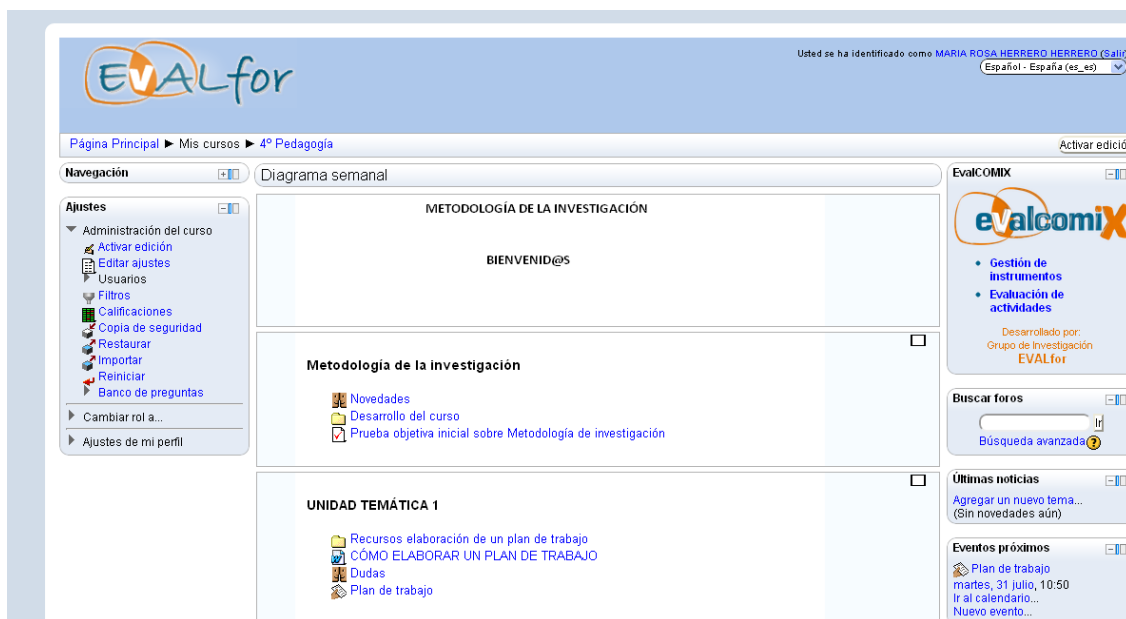 EVALfor
Usted se ha identificado como MARIA ROSA HERRERO HERRERO (Salir)
Español - España (es_es)
Página Principal ► Mis cursos ► 4º Pedagogía
Activar edició
Navegación
Ajustes
Administración del curso
Activar edición
Editar ajustes
Usuarios
Filtros
Calificaciones
Copia de seguridad
Restaurar
Importar
Reiniciar
Banco de preguntas
Cambiar rol a...
Ajustes de mi perfil
Diagrama semanal
METODOLOGÍA DE LA INVESTIGACIÓN
BIENVENID@S
Metodología de la investigación
Novedades
Desarrollo del curso
Prueba objetiva inicial sobre Metodología de investigación
UNIDAD TEMÁTICA 1
Recursos elaboración de un plan de trabajo
CÓMO ELABORAR UN PLAN DE TRABAJO
Dudas
Plan de trabajo
EvalCOMIX
evalcomix
• Gestión de
instrumentos
• Evaluación de
actividades
Desarrollado por:
Grupo de Investigación
EVALfor
Buscar foros
Ir
Búsqueda avanzada
Últimas noticias
Agregar un nuevo tema...
(Sin novedades aún)
Eventos próximos
Plan de trabajo
martes, 31 julio, 10:50
Ir al calendario...
Nuevo evento...